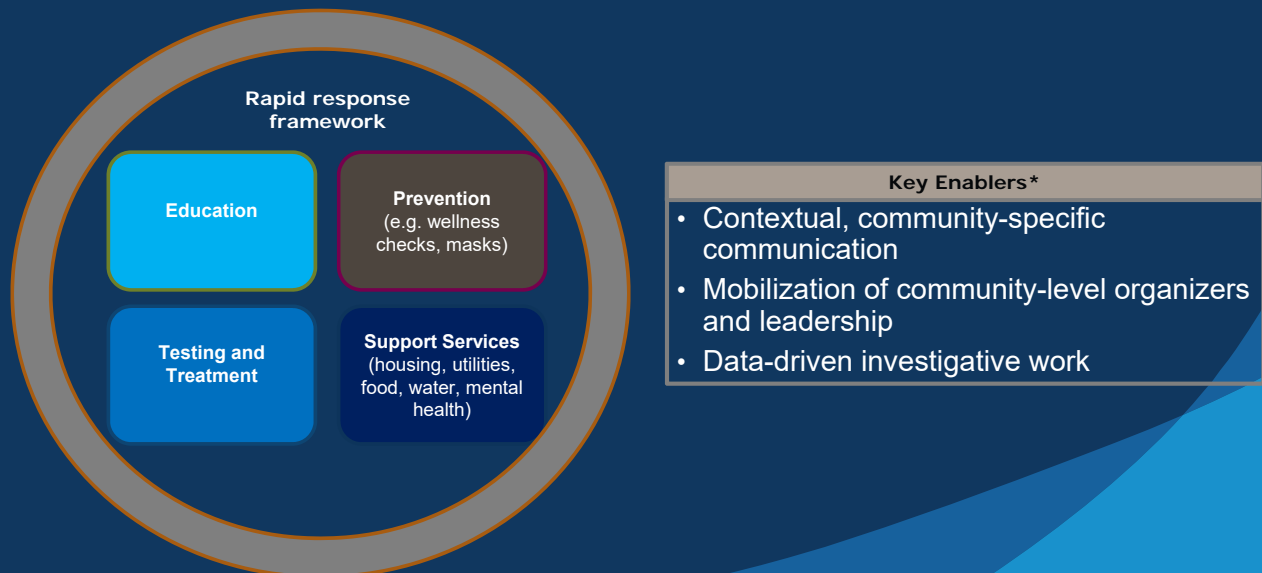 Rapid response
framework
Education
Prevention
(e.g. wellness
checks, masks)
Testing and
Treatment
Support Services
(housing, utilities,
food, water, mental
health)
Key Enablers*
• Contextual, community-specific
communication
• Mobilization of community-level organizers
and leadership
• Data-driven investigative work